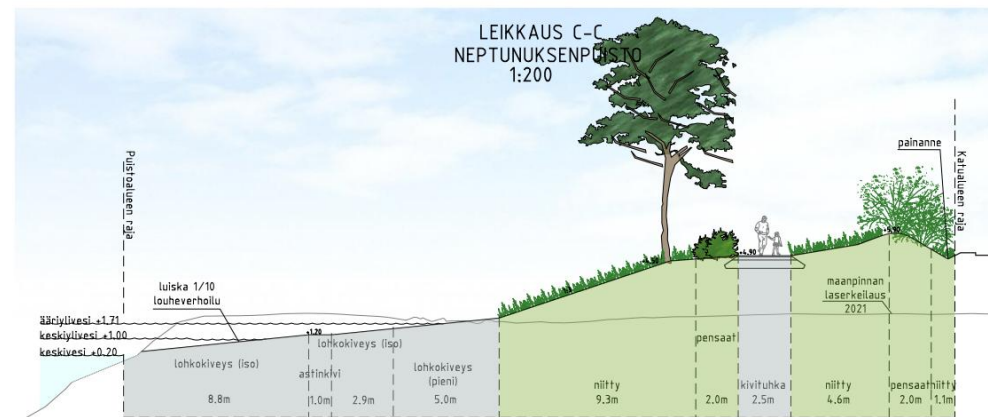 LEIKKAUS C-C
NEPTUNUKSENPUISTO
1:200
painanne
Puistoalueen raja
Katualueen raja
+5,90
+4,90
maanpinnan
laserkeilaus
2021
luiska 1/10
louheverhoilu
ääriylivesi +1,71
keskiylivesi +1,00
keskivesi +0,20
+1,20
lohkokiveys (iso)
pensaat
lohkokiveys (iso)
astinkivi
lohkokiveys
(pieni)
niitty
kivituhka
niitty
pensaat
niitty
8.8m
1.0m
2.9m
5.0m
9.3m
2.0m
2.5m
4.6m
2.0m
1.1m